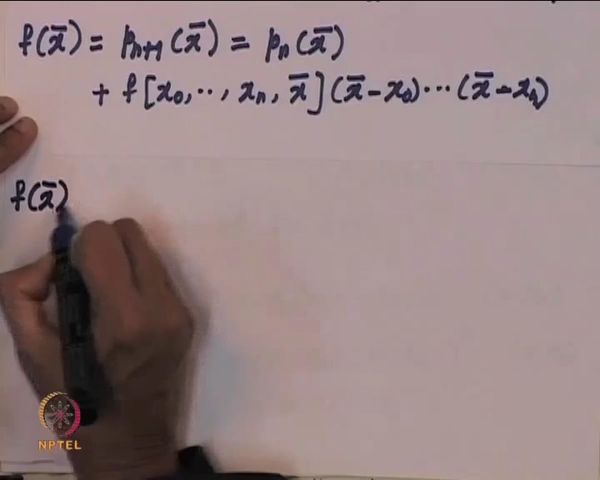 f(x̄) = pₙ₊₁(x̄) = pₙ(x̄)
+ f[x₀,··, xₙ, x̄](x̄-x₀)···(x̄-xₙ)
f(x̄)
NPTEL